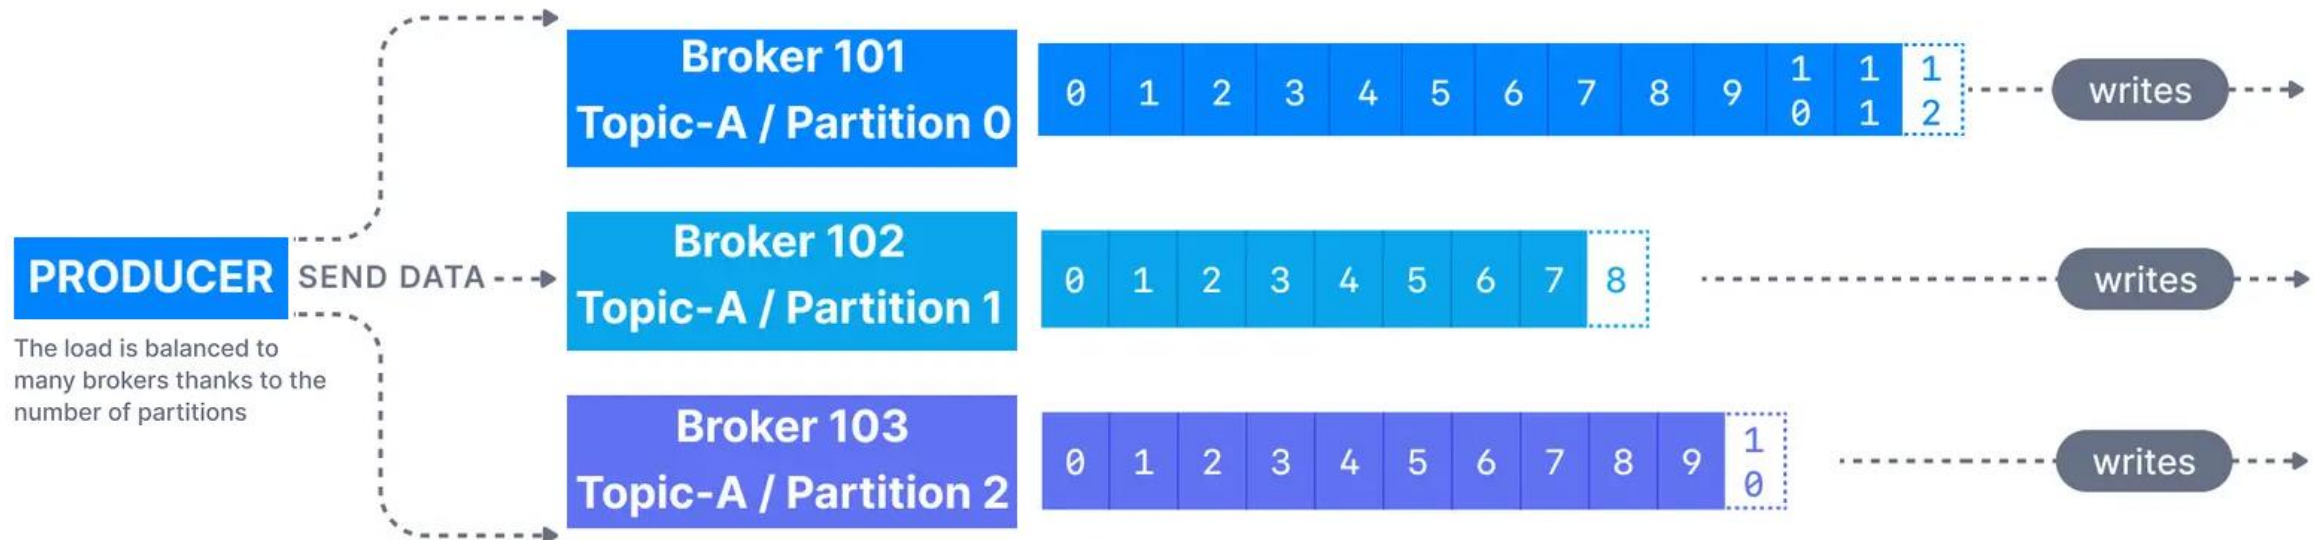 PRODUCER
SEND DATA
The load is balanced to
many brokers thanks to the
number of partitions
Broker 101
Topic-A / Partition 0
0 1 2 3 4 5 6 7 8 9 10 11 12
writes
Broker 102
Topic-A / Partition 1
0 1 2 3 4 5 6 7 8
writes
Broker 103
Topic-A / Partition 2
0 1 2 3 4 5 6 7 8 9 10
writes